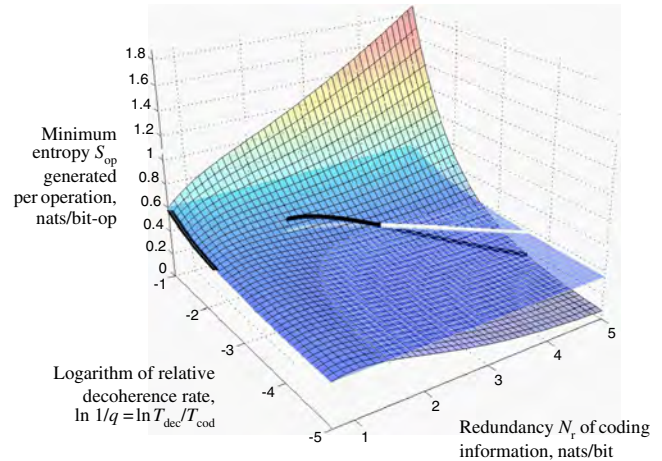 1.8
1.6
1.4
1.2
1
0.8
0.6
0.4
0.2
0
Minimum
entropy S_op
generated
per operation,
nats/bit-op
-1
-2
-3
-4
-5
Logarithm of relative
decoherence rate,
ln 1/q = ln T_dec/T_cod
1
2
3
4
5
Redundancy N_r of coding
information, nats/bit